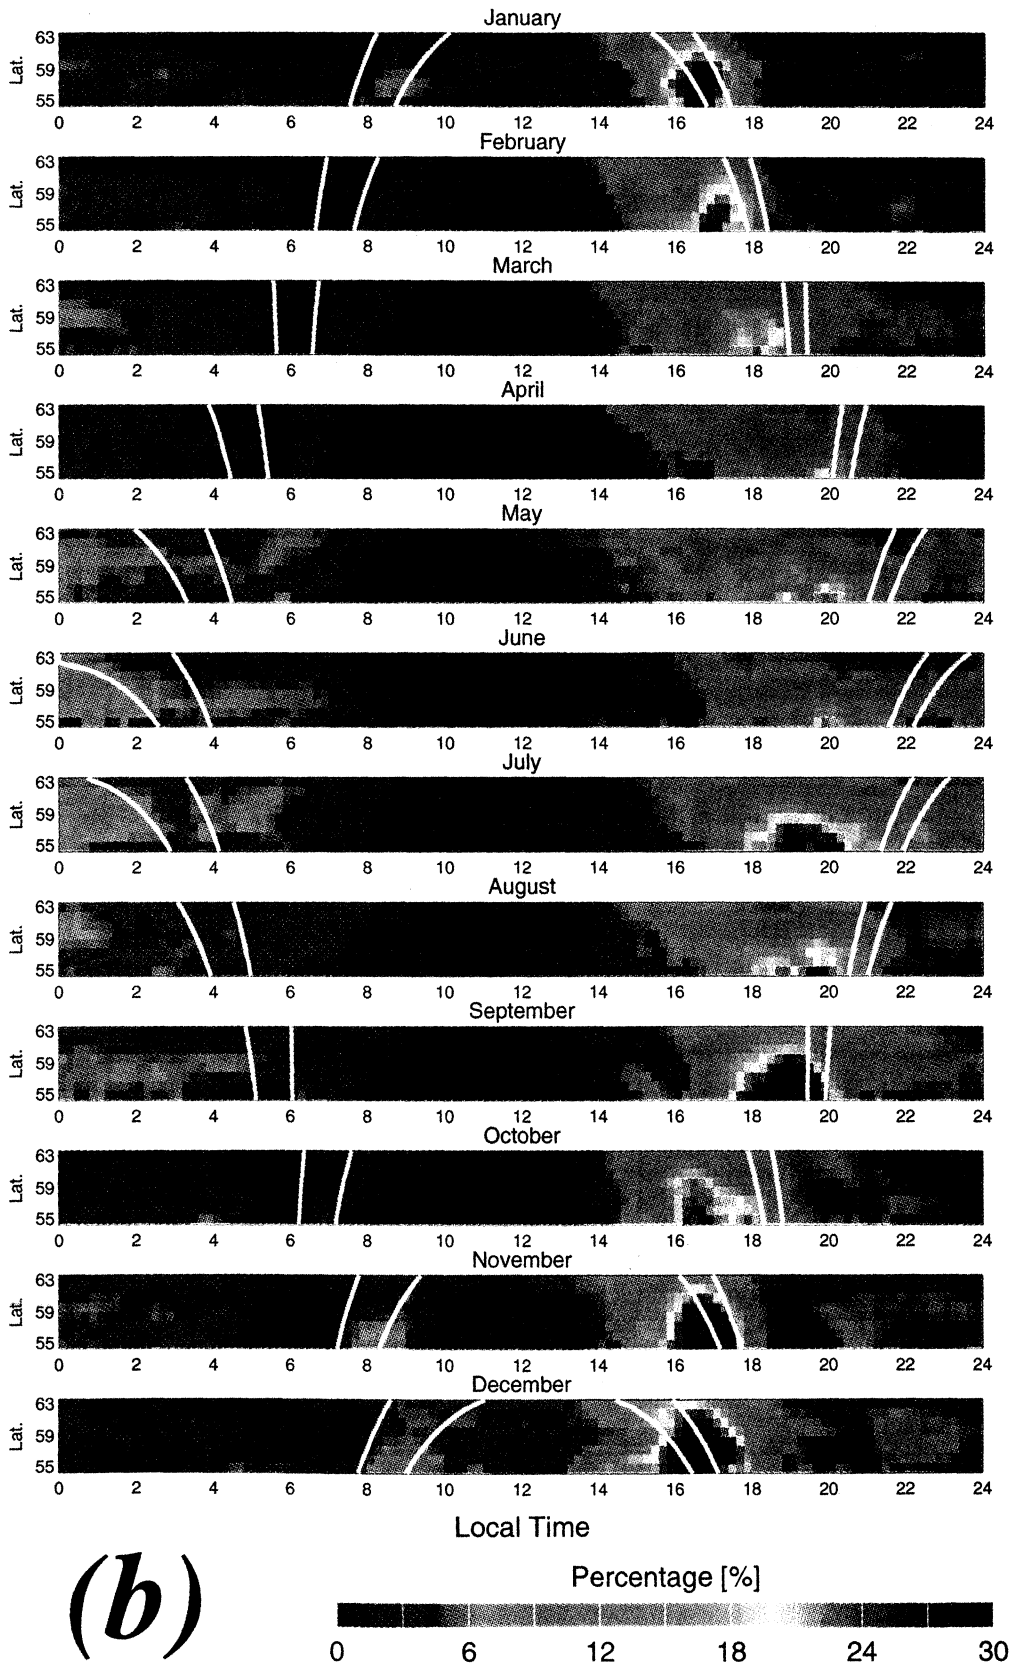 January
Lat. 63 59 55
0 2 4 6 8 10 12 14 16 18 20 22 24
February
Lat. 63 59 55
0 2 4 6 8 10 12 14 16 18 20 22 24
March
Lat. 63 59 55
0 2 4 6 8 10 12 14 16 18 20 22 24
April
Lat. 63 59 55
0 2 4 6 8 10 12 14 16 18 20 22 24
May
Lat. 63 59 55
0 2 4 6 8 10 12 14 16 18 20 22 24
June
Lat. 63 59 55
0 2 4 6 8 10 12 14 16 18 20 22 24
July
Lat. 63 59 55
0 2 4 6 8 10 12 14 16 18 20 22 24
August
Lat. 63 59 55
0 2 4 6 8 10 12 14 16 18 20 22 24
September
Lat. 63 59 55
0 2 4 6 8 10 12 14 16 18 20 22 24
October
Lat. 63 59 55
0 2 4 6 8 10 12 14 16 18 20 22 24
November
Lat. 63 59 55
0 2 4 6 8 10 12 14 16 18 20 22 24
December
Lat. 63 59 55
0 2 4 6 8 10 12 14 16 18 20 22 24
Local Time
(b)
Percentage [%]
0 6 12 18 24 30